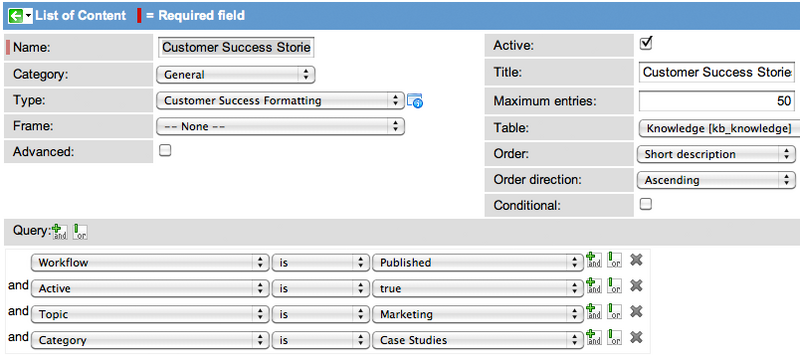 List of Content = Required field
Name: Customer Success Storie
Category: General
Type: Customer Success Formatting
Frame: -- None --
Advanced:
Active:
Title: Customer Success Storie
Maximum entries: 50
Table: Knowledge [kb_knowledge]
Order: Short description
Order direction: Ascending
Conditional:
Query: and or
Workflow is Published and or
and Active is true and or
and Topic is Marketing and or
and Category is Case Studies and or